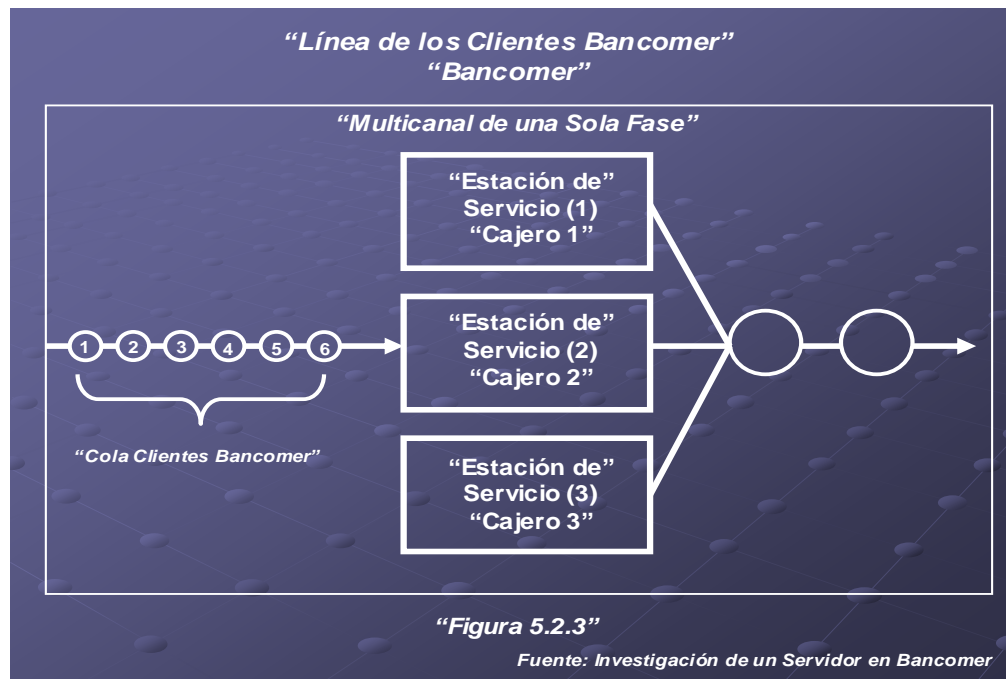 “Línea de los Clientes Bancomer”
“Bancomer”
“Multicanal de una Sola Fase”
“Estación de”
Servicio (1)
“Cajero 1”
“Estación de”
Servicio (2)
“Cajero 2”
1 2 3 4 5 6
“Cola Clientes Bancomer”
“Estación de”
Servicio (3)
“Cajero 3”
“Figura 5.2.3”
Fuente: Investigación de un Servidor en Bancomer